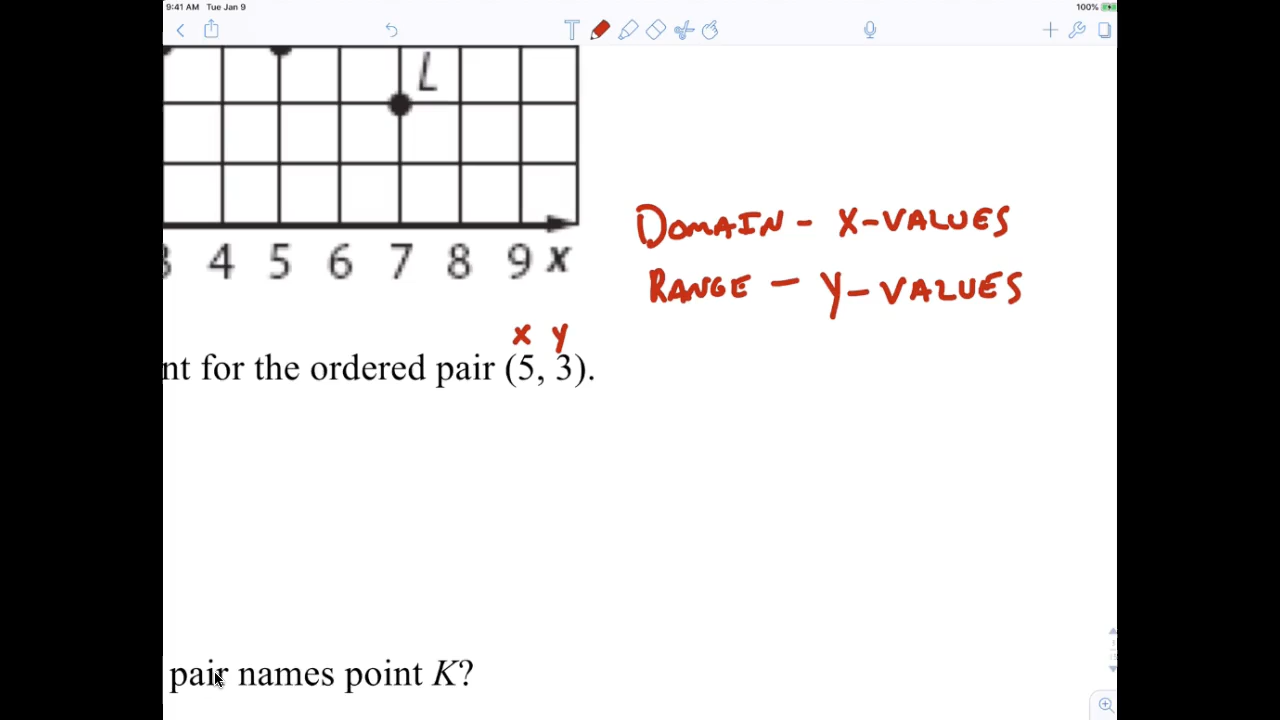 9:41 AM Tue Jan 9
100%
L
4 5 6 7 8 9 x
DOMAIN - X-VALUES
RANGE - Y-VALUES
x y
nt for the ordered pair (5, 3).
pair names point K?